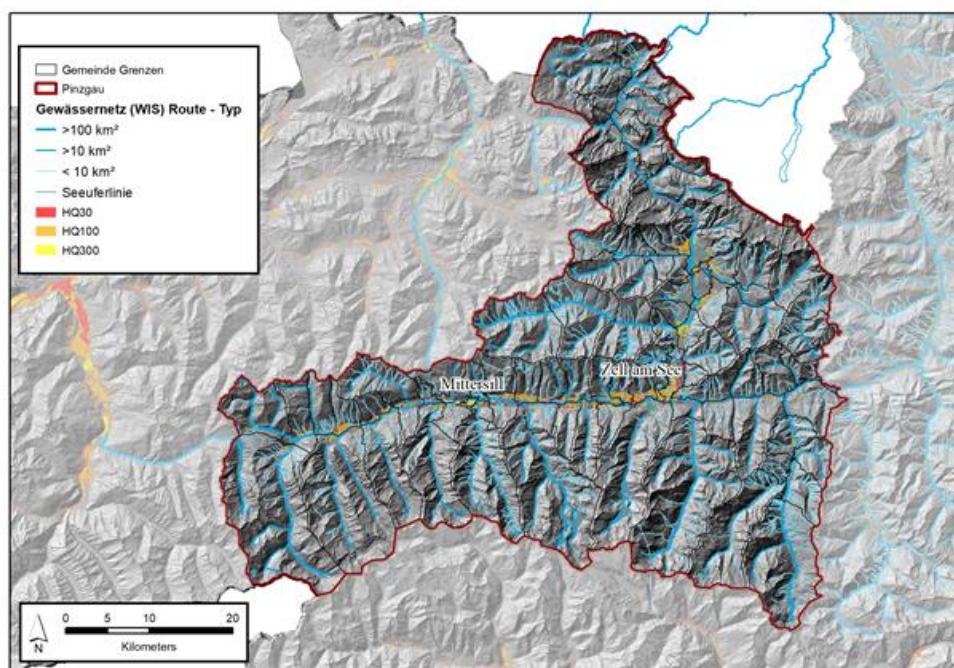 Gemeinde Grenzen
Pinzgau
Gewässernetz (WIS) Route - Typ
>100 km²
>10 km²
< 10 km²
Seeuferlinie
HQ30
HQ100
HQ300
Zell am See
Mittersill
N
0 5 10 20
Kilometers